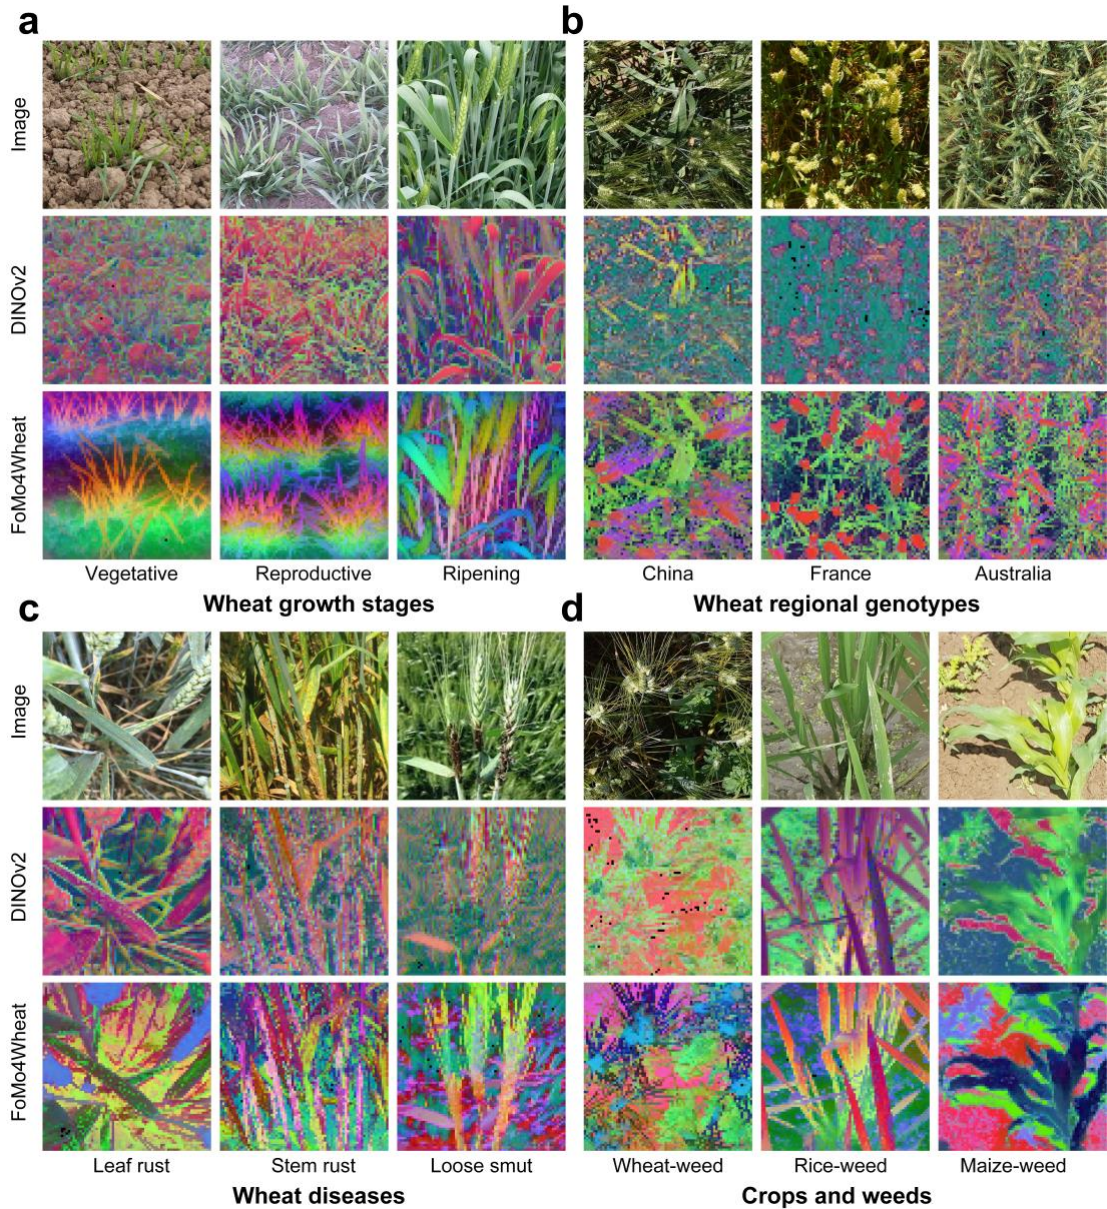 a
b
Image
DINOv2
FoMo4Wheat
Vegetative
Reproductive
Ripening
China
France
Australia
Wheat growth stages
Wheat regional genotypes
c
d
Image
DINOv2
FoMo4Wheat
Leaf rust
Stem rust
Loose smut
Wheat-weed
Rice-weed
Maize-weed
Wheat diseases
Crops and weeds